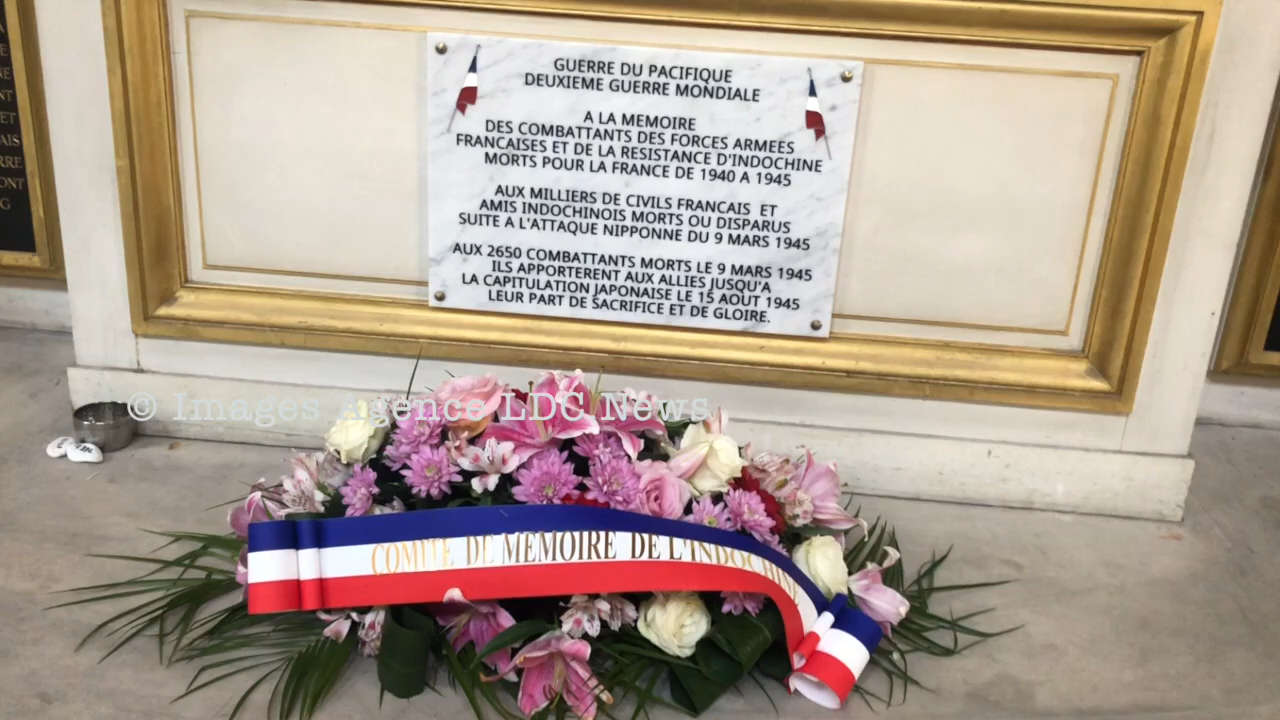 GUERRE DU PACIFIQUE
DEUXIEME GUERRE MONDIALE
A LA MEMOIRE
DES COMBATTANTS DES FORCES ARMEES
FRANCAISES ET DE LA RESISTANCE D'INDOCHINE
MORTS POUR LA FRANCE DE 1940 A 1945
AUX MILLIERS DE CIVILS FRANCAIS ET
AMIS INDOCHINOIS MORTS OU DISPARUS
SUITE A L'ATTAQUE NIPPONNE DU 9 MARS 1945
AUX 2650 COMBATTANTS MORTS LE 9 MARS 1945
ILS APPORTERENT AUX ALLIES JUSQU'A
LA CAPITULATION JAPONAISE LE 15 AOUT 1945
LEUR PART DE SACRIFICE ET DE GLOIRE.
© Images Agence LDC News
COMITE DE MEMOIRE DE L'INDOCHINE